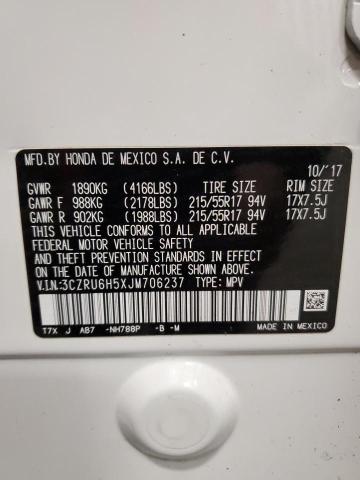 MFD.BY HONDA DE MEXICO S.A. DE C.V.
10/'17
GVWR 1890KG (4166LBS) TIRE SIZE RIM SIZE
GAWR F 988KG (2178LBS) 215/55R17 94V 17X7.5J
GAWR R 902KG (1988LBS) 215/55R17 94V 17X7.5J
THIS VEHICLE CONFORMS TO ALL APPLICABLE
FEDERAL MOTOR VEHICLE SAFETY
AND THEFT PREVENTION STANDARDS IN
EFFECT ON THE DATE OF MANUFACTURE SHOWN ABOVE.
V.I.N:3CZRU6H5XJM706237 TYPE: MPV
T7X J AB7 -NH788P -B -M MADE IN MEXICO